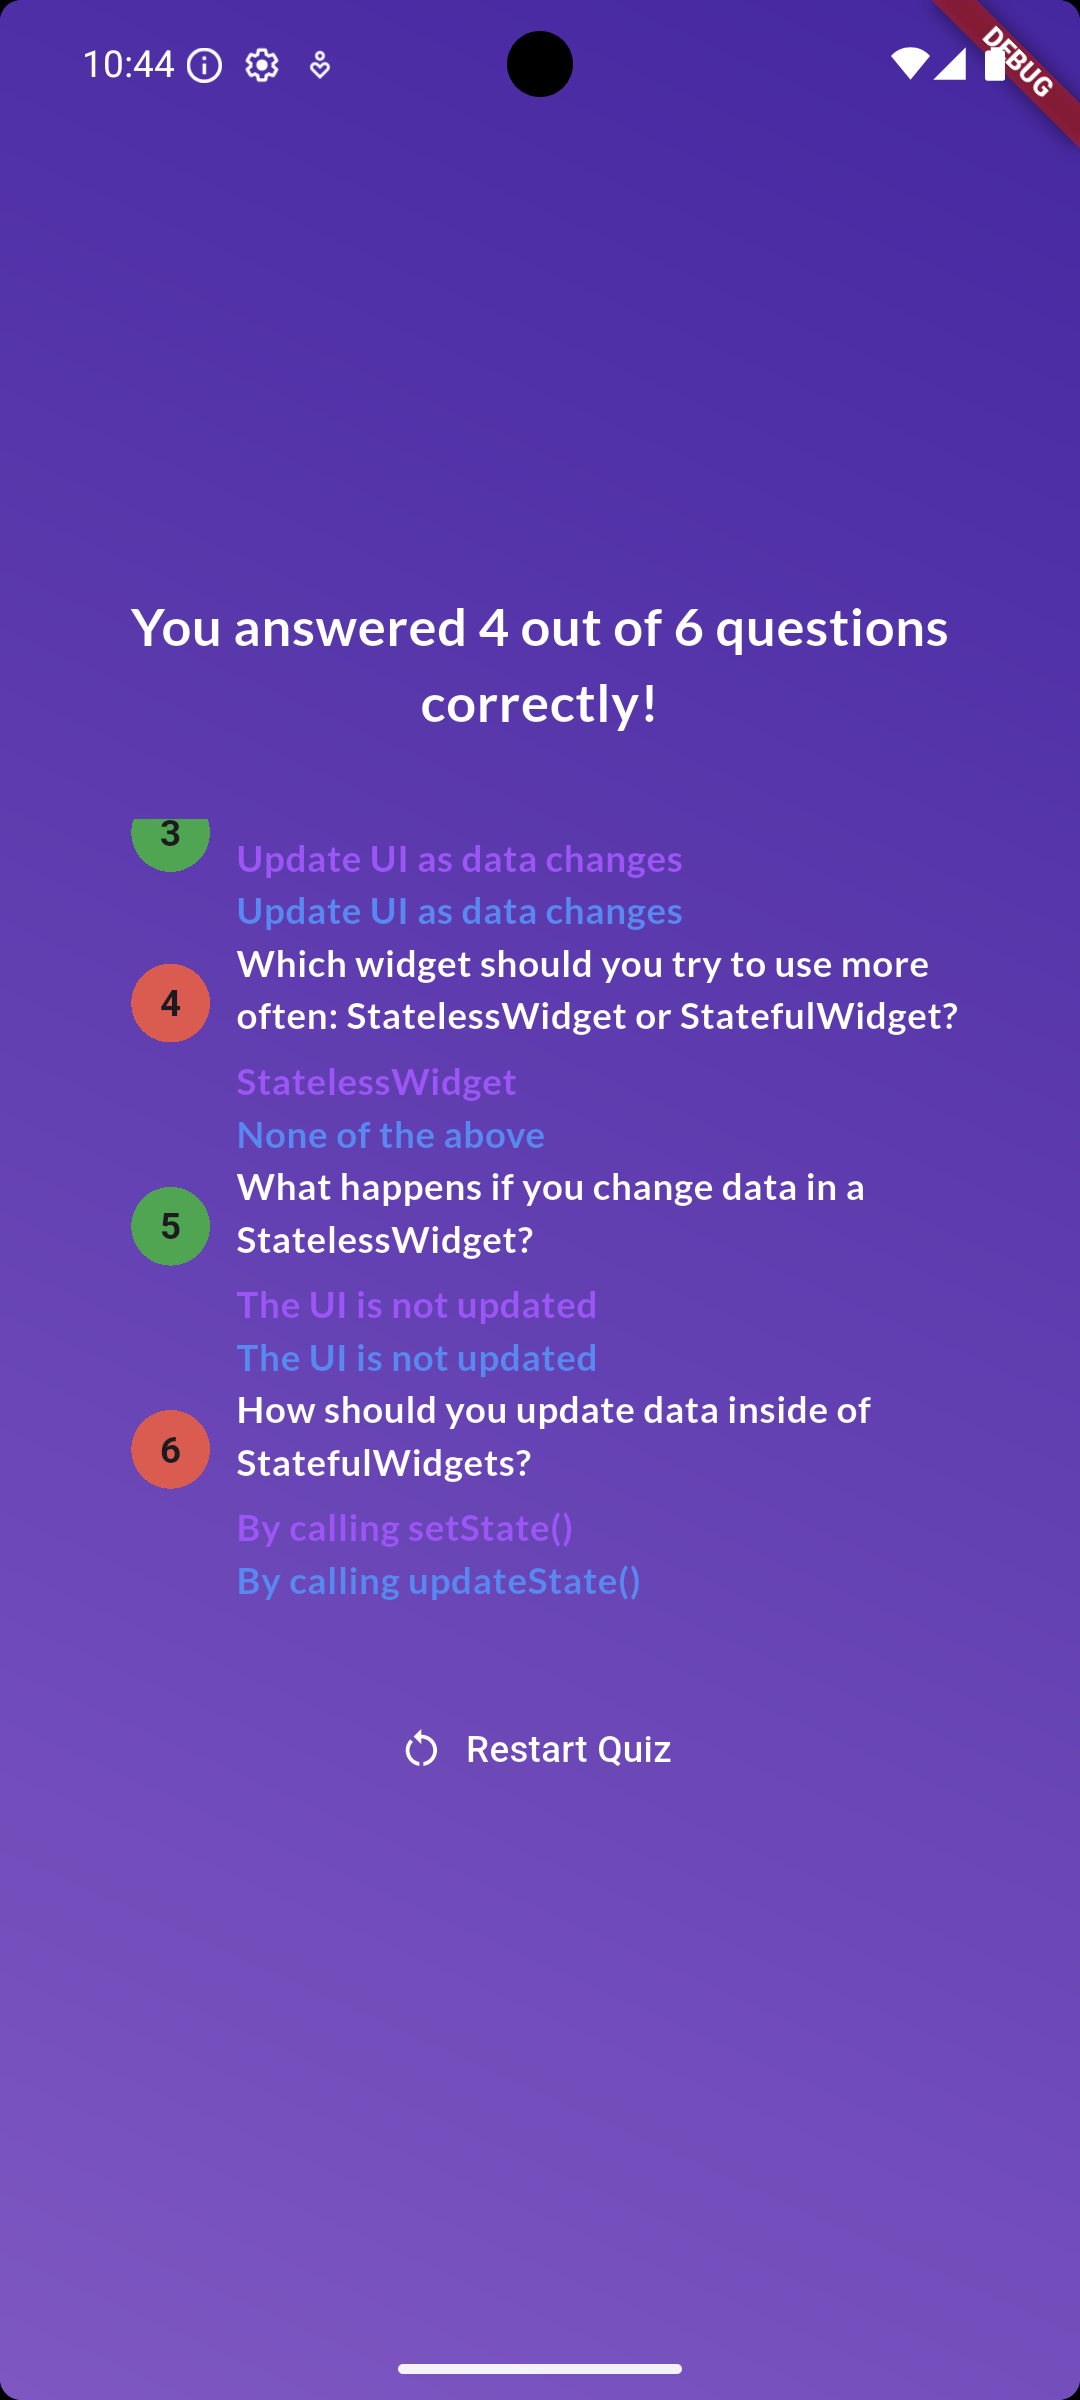 10:44
DEBUG
You answered 4 out of 6 questions
correctly!
3
Update UI as data changes
Update UI as data changes
Which widget should you try to use more
4
often: StatelessWidget or StatefulWidget?
StatelessWidget
None of the above
What happens if you change data in a
5
StatelessWidget?
The UI is not updated
The UI is not updated
How should you update data inside of
6
StatefulWidgets?
By calling setState()
By calling updateState()
Restart Quiz